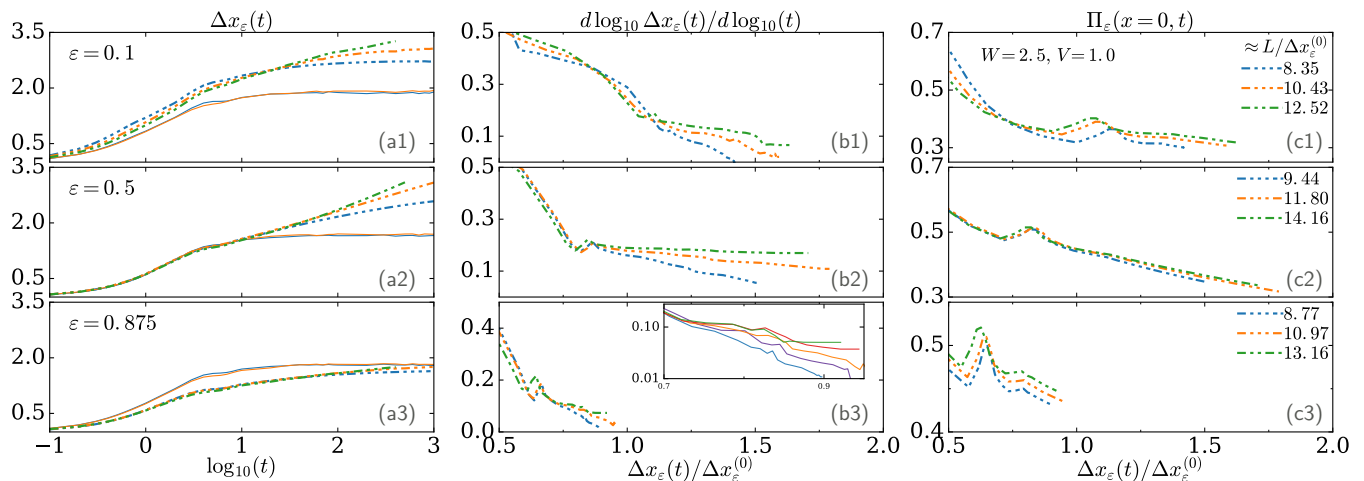 Δx_ε(t)
d log₁₀ Δx_ε(t)/d log₁₀(t)
Π_ε(x=0, t)
3.5
2.0
0.5
ε=0.1
(a1)
0.5
0.3
0.1
(b1)
0.7
0.5
0.3
W=2.5, V=1.0
≈ L/Δx_ε^(0)
8.35
10.43
12.52
(c1)
3.5
2.0
0.5
ε=0.5
(a2)
0.5
0.3
0.1
(b2)
0.7
0.5
0.3
9.44
11.80
14.16
(c2)
3.5
2.0
0.5
ε=0.875
(a3)
−1 0 1 2 3
log₁₀(t)
0.4
0.2
0.0
0.10
0.01
0.7 0.9
(b3)
0.5 1.0 1.5 2.0
Δx_ε(t)/Δx_ε^(0)
0.5
0.4
8.77
10.97
13.16
(c3)
0.5 1.0 1.5 2.0
Δx_ε(t)/Δx_ε^(0)